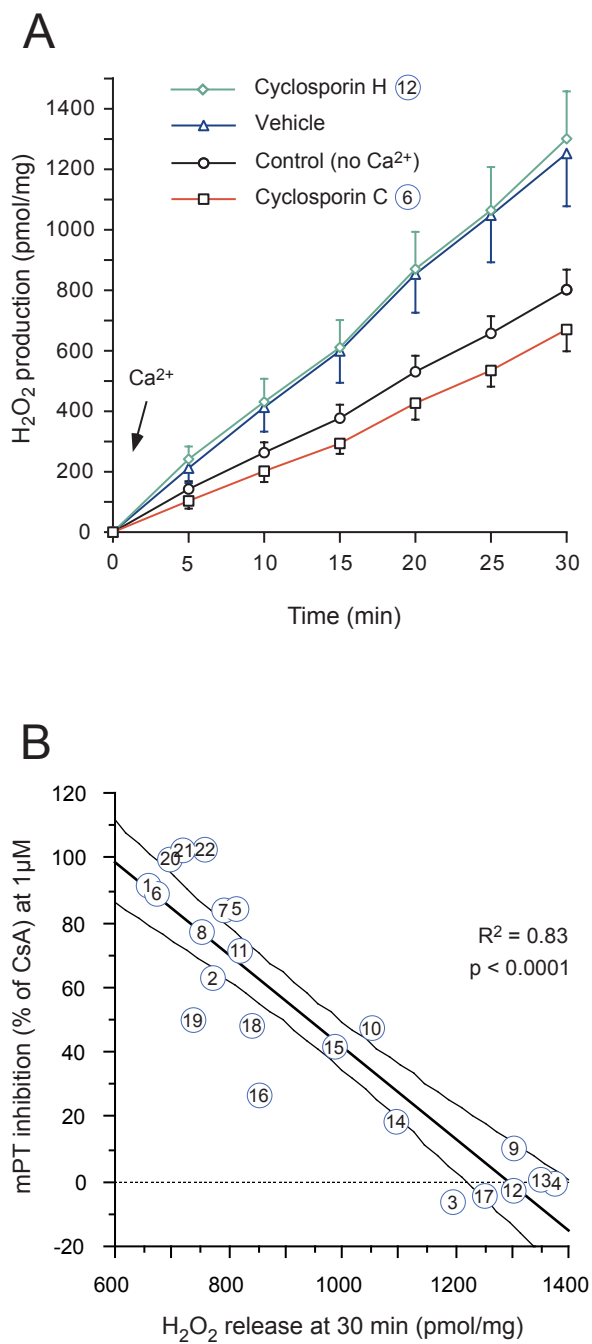 A
Cyclosporin H 12
Vehicle
Control (no Ca²⁺)
Cyclosporin C 6
H₂O₂ production (pmol/mg)
1400
1200
1000
800
600
400
200
0
Ca²⁺
0 5 10 15 20 25 30
Time (min)
B
mPT inhibition (% of CsA) at 1µM
120
100
80
60
40
20
0
-20
R² = 0.83
p < 0.0001
20 21 22
1 6
7 5
8
11
2
19
18
10
15
16
14
9
3 17 12 13 4
600 800 1000 1200 1400
H₂O₂ release at 30 min (pmol/mg)